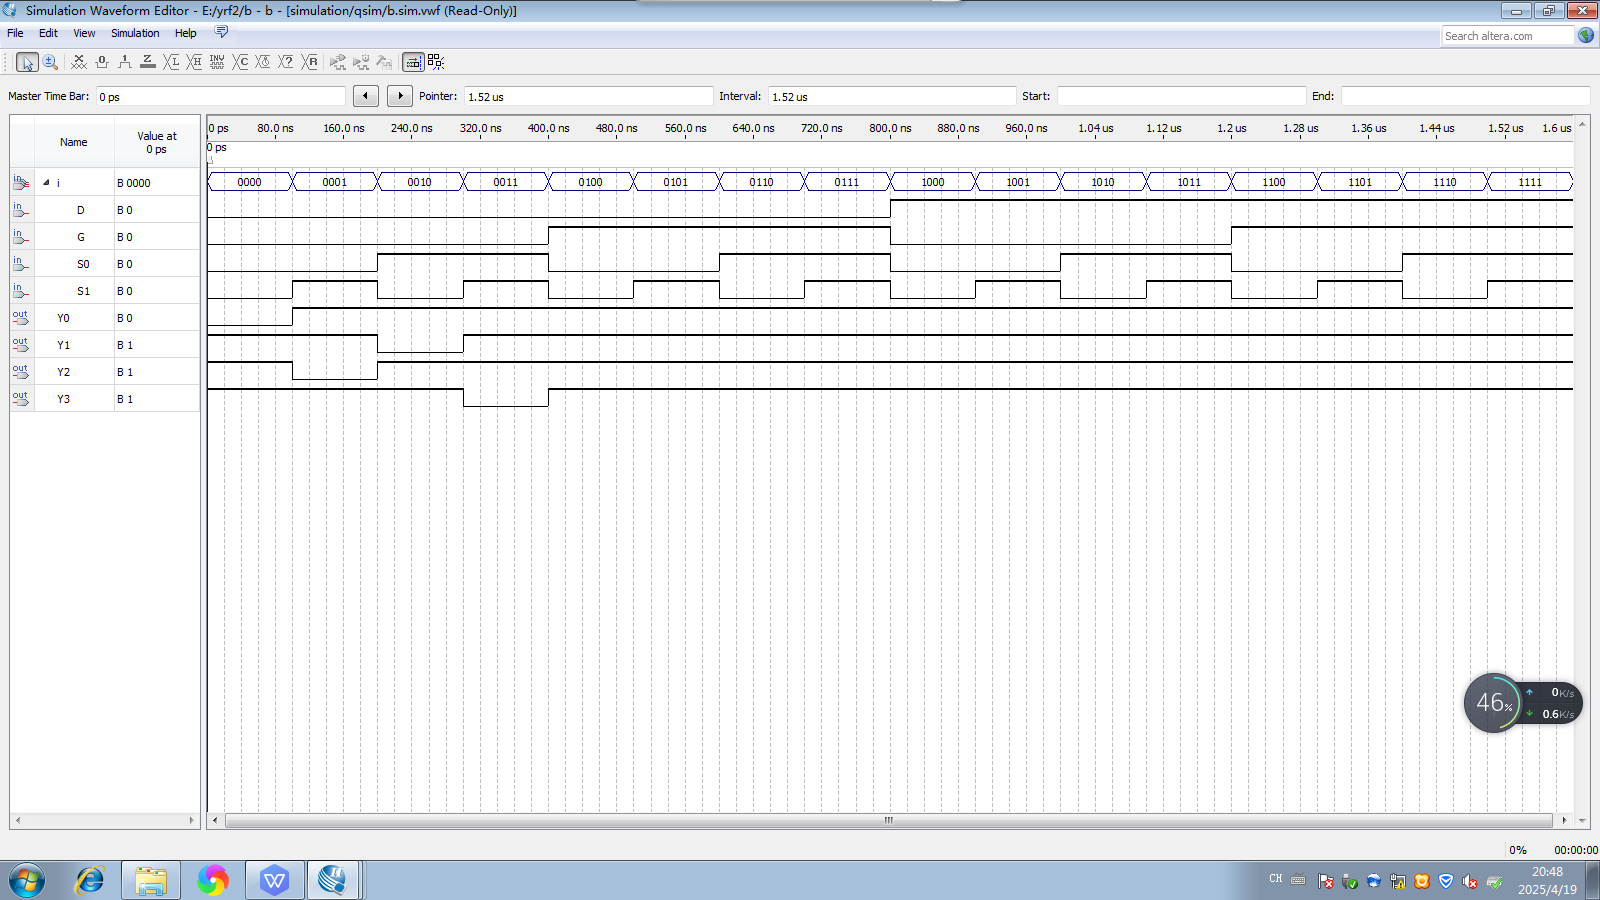 Simulation Waveform Editor - E:/yrf2/b - b - [simulation/qsim/b.sim.vwf (Read-Only)]
File Edit View Simulation Help
Search altera.com
Master Time Bar: 0 ps Pointer: 1.52 us Interval: 1.52 us Start: End:
Name Value at 0 ps
0 ps 80.0 ns 160.0 ns 240.0 ns 320.0 ns 400.0 ns 480.0 ns 560.0 ns 640.0 ns 720.0 ns 800.0 ns 880.0 ns 960.0 ns 1.04 us 1.12 us 1.2 us 1.28 us 1.36 us 1.44 us 1.52 us 1.6 us
0 ps
i B 0000 0000 0001 0010 0011 0100 0101 0110 0111 1000 1001 1010 1011 1100 1101 1110 1111
D B 0
G B 0
S0 B 0
S1 B 0
Y0 B 0
Y1 B 1
Y2 B 1
Y3 B 1
46% 0K/s
0.6K/s
0% 00:00:00
CH 20:48
2025/4/19